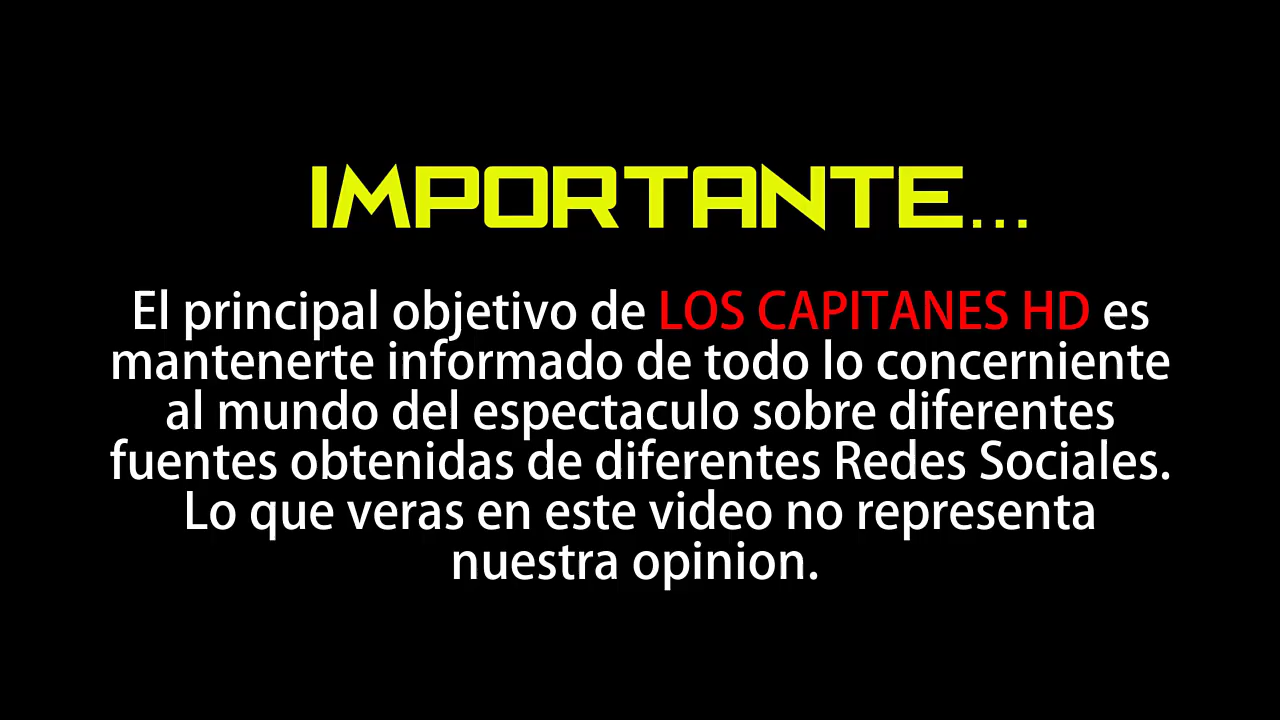 IMPORTANTE...
El principal objetivo de LOS CAPITANES HD es
mantenerte informado de todo lo concerniente
al mundo del espectaculo sobre diferentes
fuentes obtenidas de diferentes Redes Sociales.
Lo que veras en este video no representa
nuestra opinion.